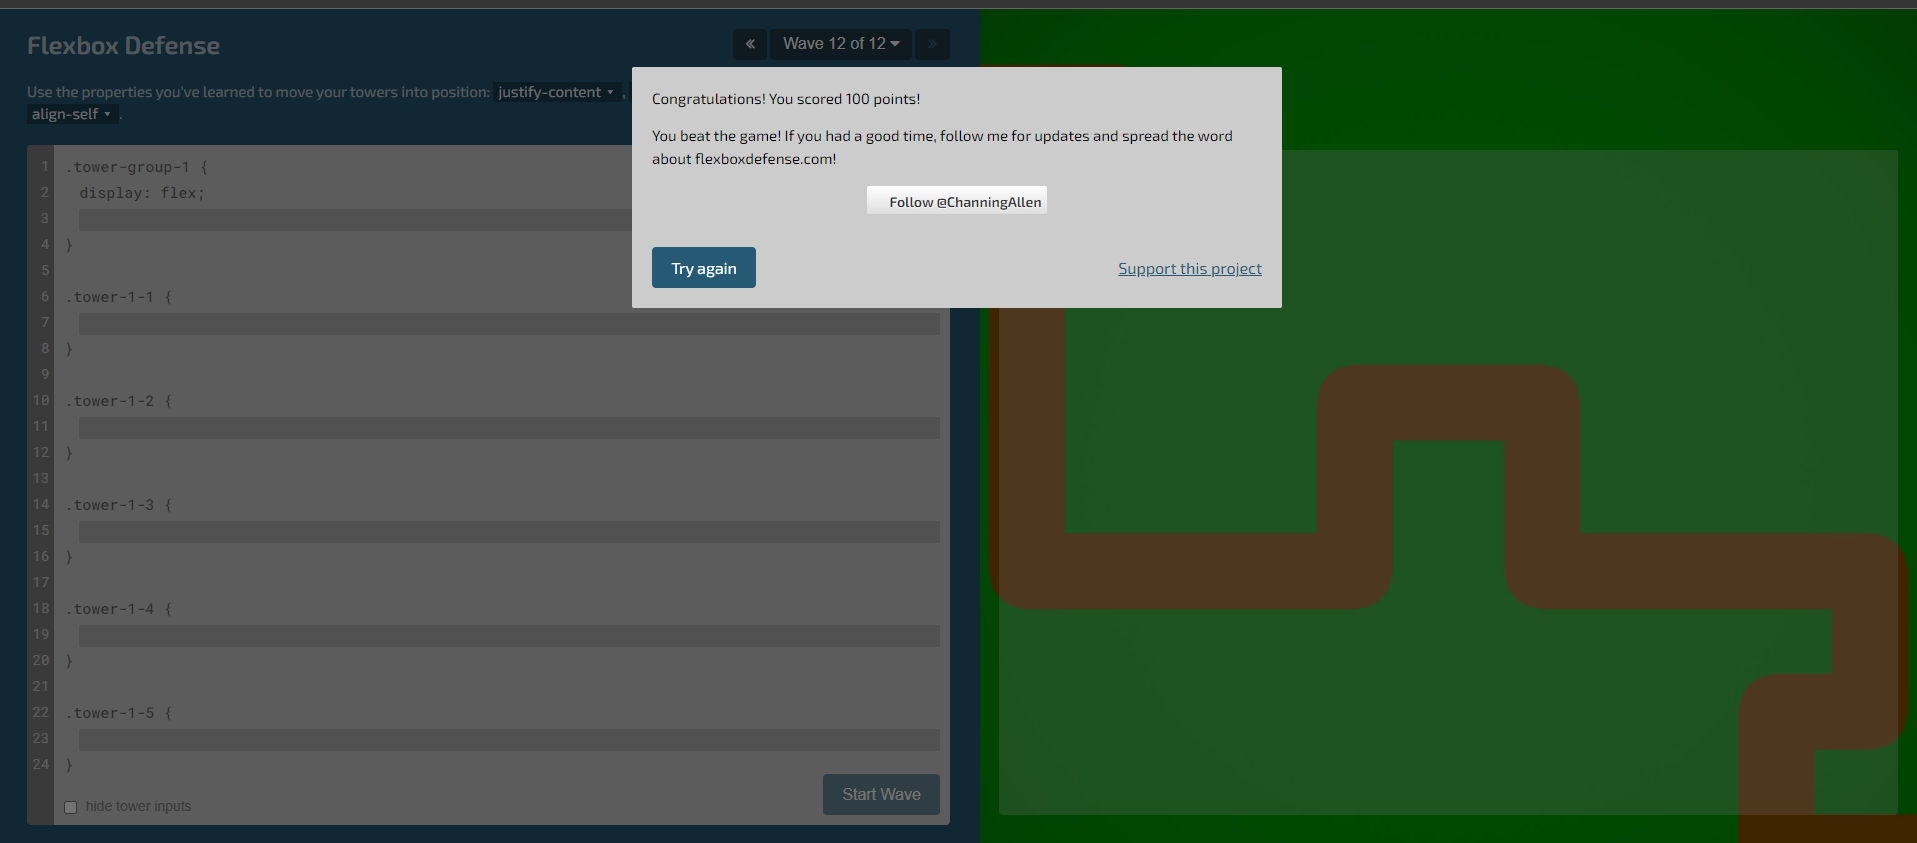 Flexbox Defense
«
Wave 12 of 12
»
Use the properties you've learned to move your towers into position: justify-content ,
align-self .
Congratulations! You scored 100 points!
You beat the game! If you had a good time, follow me for updates and spread the word
about flexboxdefense.com!
Follow @ChanningAllen
Try again
Support this project
1 .tower-group-1 {
2 display: flex;
3
4 }
5
6 .tower-1-1 {
7
8 }
9
10 .tower-1-2 {
11
12 }
13
14 .tower-1-3 {
15
16 }
17
18 .tower-1-4 {
19
20 }
21
22 .tower-1-5 {
23
24 }
hide tower inputs
Start Wave